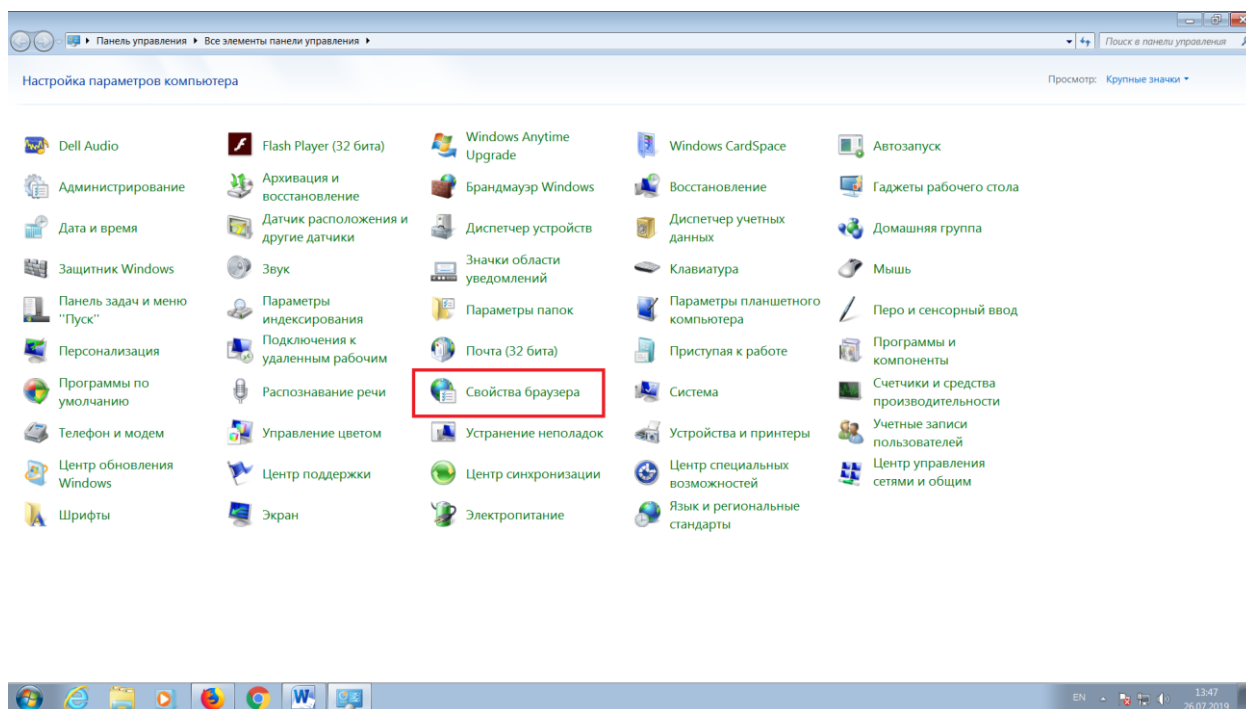 Панель управления Все элементы панели управления Поиск в панели управления
Настройка параметров компьютера
Просмотр: Крупные значки
Dell Audio
Flash Player (32 бита)
Windows Anytime
Upgrade
Windows CardSpace
Автозапуск
Администрирование
Архивация и
восстановление
Брандмауэр Windows
Восстановление
Гаджеты рабочего стола
Дата и время
Датчик расположения и
другие датчики
Диспетчер устройств
Диспетчер учетных
данных
Домашняя группа
Защитник Windows
Звук
Значки области
уведомлений
Клавиатура
Мышь
Панель задач и меню
"Пуск"
Параметры
индексирования
Параметры папок
Параметры планшетного
компьютера
Перо и сенсорный ввод
Персонализация
Подключения к
удаленным рабочим
Почта (32 бита)
Приступая к работе
Программы и
компоненты
Программы по
умолчанию
Распознавание речи
Свойства браузера
Система
Счетчики и средства
производительности
Телефон и модем
Управление цветом
Устранение неполадок
Устройства и принтеры
Учетные записи
пользователей
Центр обновления
Windows
Центр поддержки
Центр синхронизации
Центр специальных
возможностей
Центр управления
сетями и общим
Шрифты
Экран
Электропитание
Язык и региональные
стандарты
EN
13:47
26.07.2019